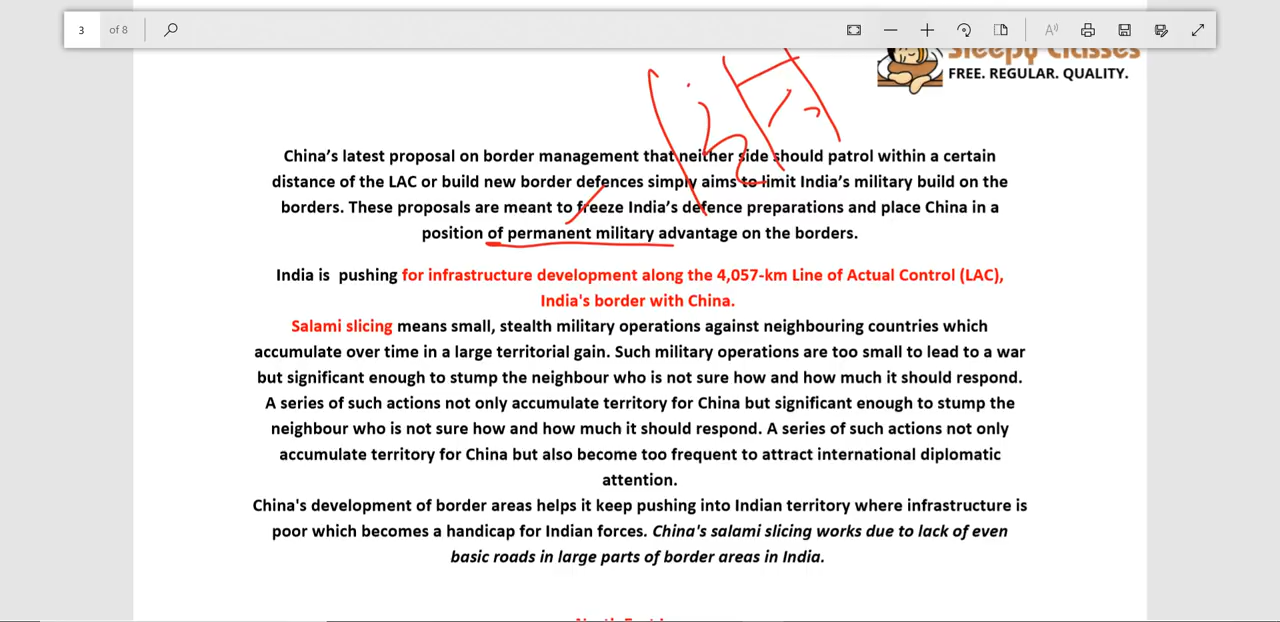 3 of 8
Sleepy Classes
FREE. REGULAR. QUALITY.
China’s latest proposal on border management that neither side should patrol within a certain
distance of the LAC or build new border defences simply aims to limit India’s military build on the
borders. These proposals are meant to freeze India’s defence preparations and place China in a
position of permanent military advantage on the borders.
India is pushing for infrastructure development along the 4,057-km Line of Actual Control (LAC),
India's border with China.
Salami slicing means small, stealth military operations against neighbouring countries which
accumulate over time in a large territorial gain. Such military operations are too small to lead to a war
but significant enough to stump the neighbour who is not sure how and how much it should respond.
A series of such actions not only accumulate territory for China but significant enough to stump the
neighbour who is not sure how and how much it should respond. A series of such actions not only
accumulate territory for China but also become too frequent to attract international diplomatic
attention.
China's development of border areas helps it keep pushing into Indian territory where infrastructure is
poor which becomes a handicap for Indian forces. China's salami slicing works due to lack of even
basic roads in large parts of border areas in India.